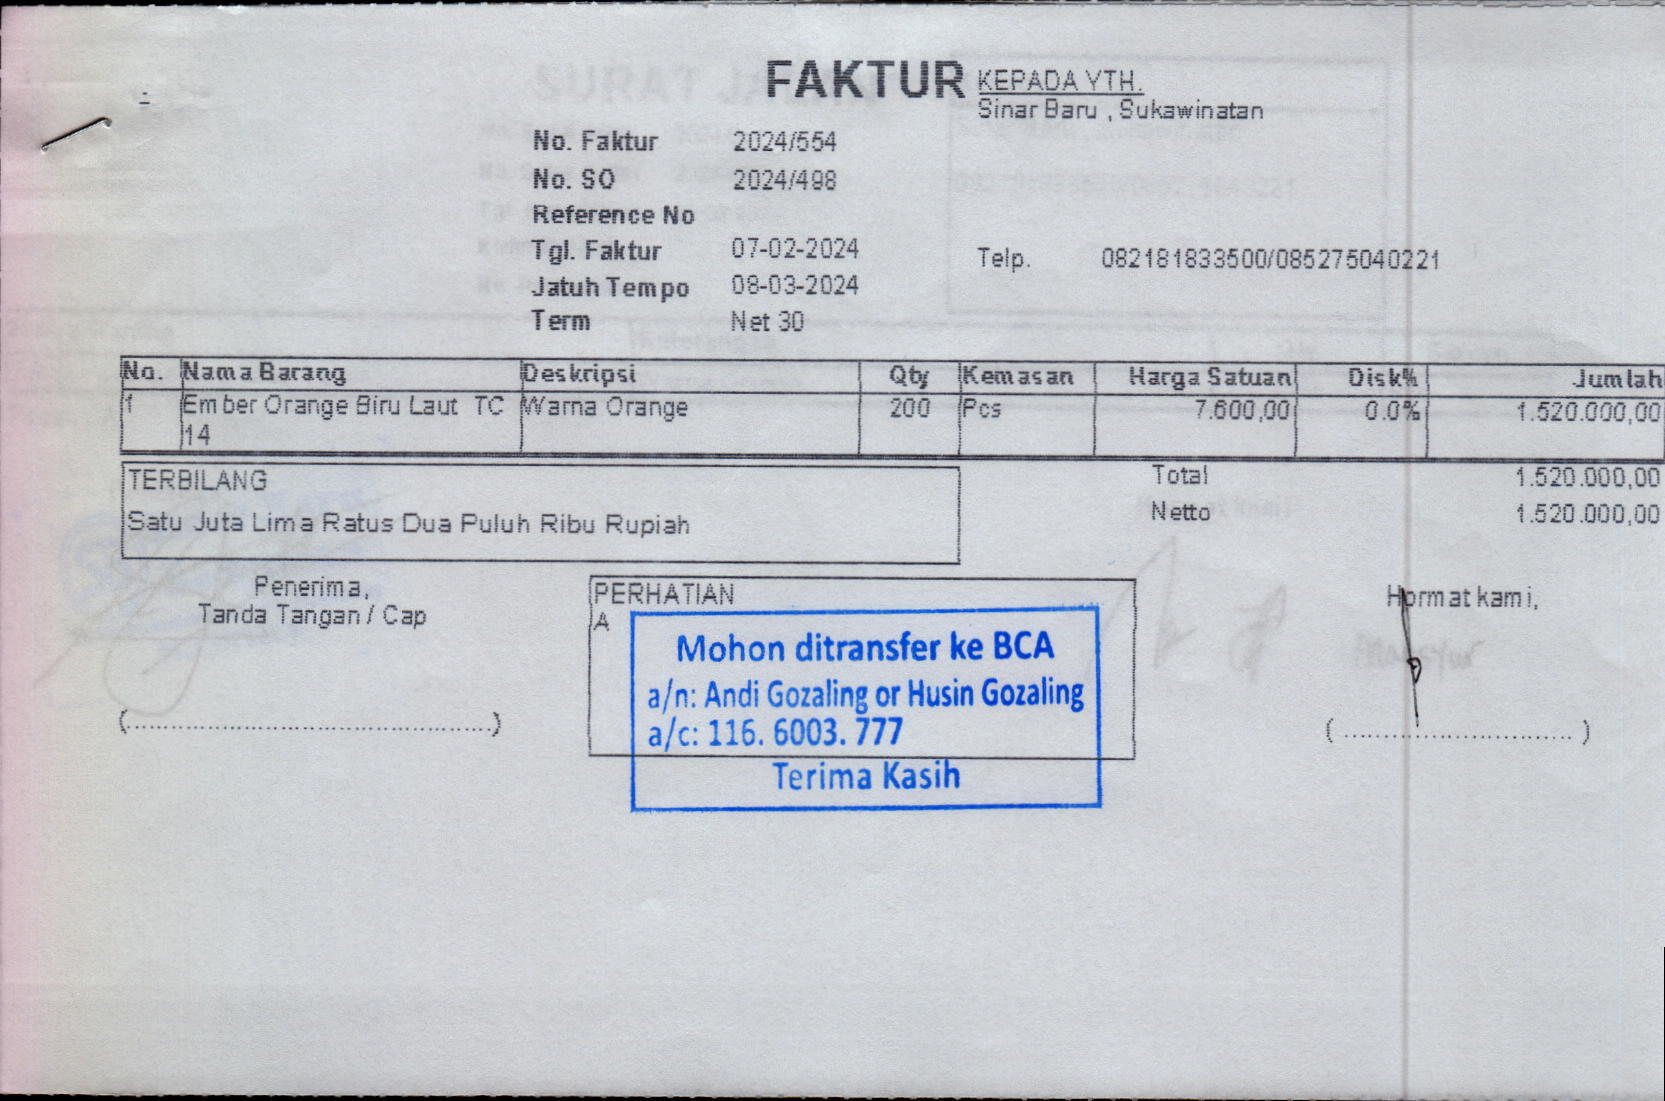 FAKTUR
KEPADA YTH.
Sinar Baru , Sukawinatan
No. Faktur 2024/554
No. SO 2024/498
Reference No
Tgl. Faktur 07-02-2024
Telp. 082181833500/085275040221
Jatuh Tempo 08-03-2024
Term Net 30
No. Nama Barang Deskripsi Qty Kemasan Harga Satuan Disk% Jumlah
1 Ember Orange Biru Laut TC Warna Orange 200 Pcs 7.600,00 0.0% 1.520.000,00
14
TERBILANG
Satu Juta Lima Ratus Dua Puluh Ribu Rupiah
Total 1.520.000,00
Netto 1.520.000,00
Penerima,
Tanda Tangan / Cap
(............................................)
PERHATIAN
A
Mohon ditransfer ke BCA
a/n: Andi Gozaling or Husin Gozaling
a/c: 116. 6003. 777
Terima Kasih
Hormat kami,
( ............................ )